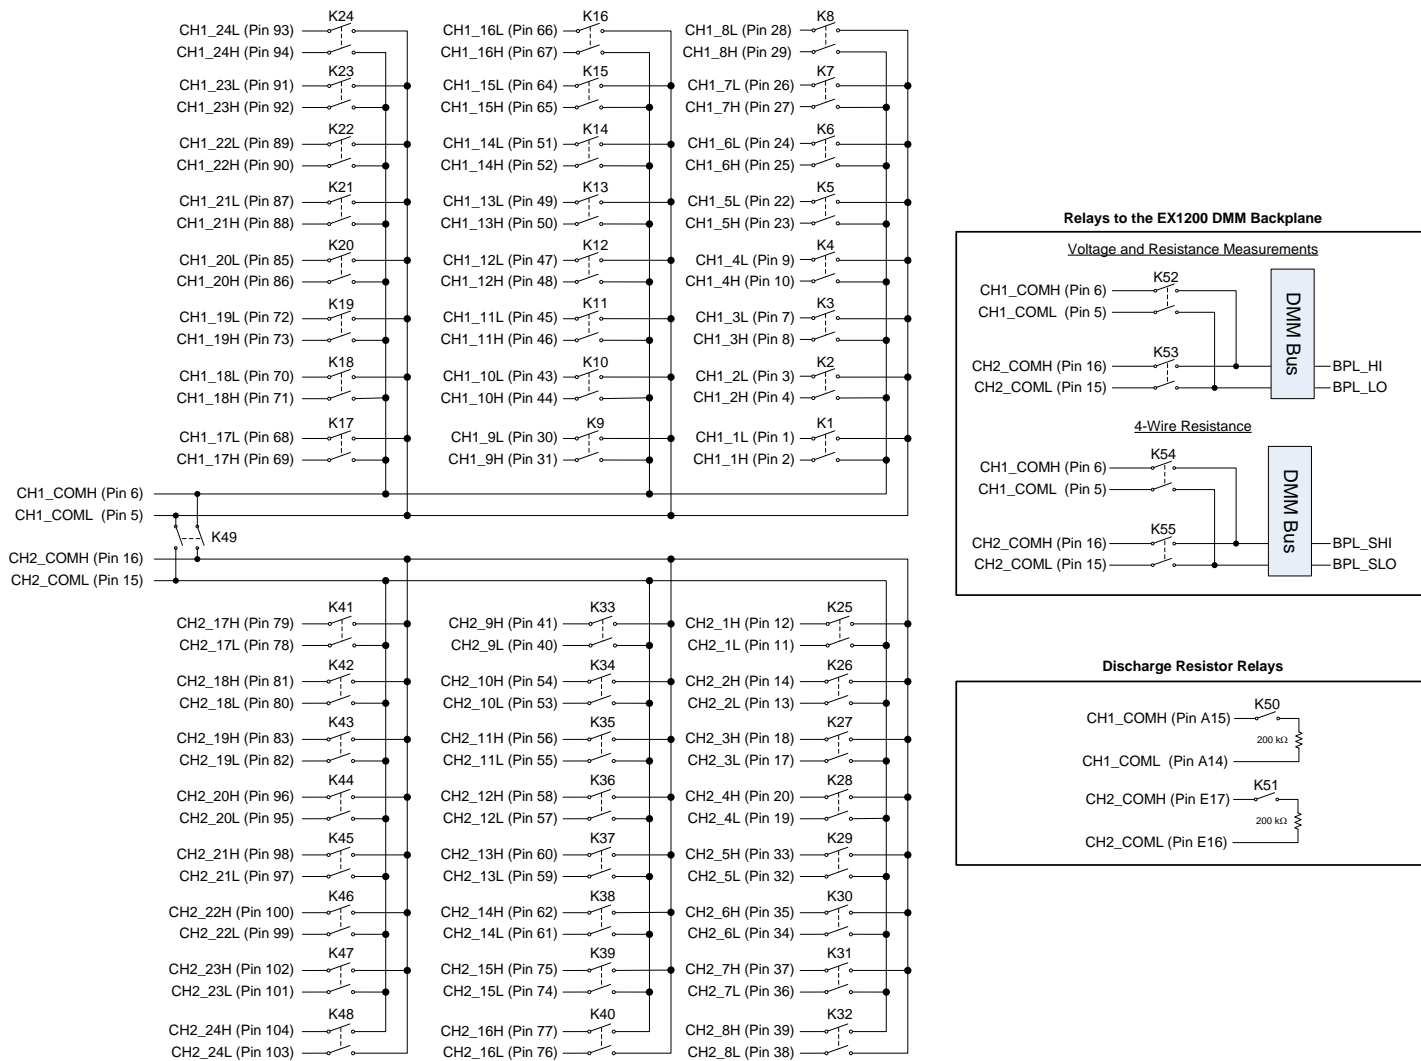 K24
CH1_24L (Pin 93)
CH1_24H (Pin 94)
K23
CH1_23L (Pin 91)
CH1_23H (Pin 92)
K22
CH1_22L (Pin 89)
CH1_22H (Pin 90)
K21
CH1_21L (Pin 87)
CH1_21H (Pin 88)
K20
CH1_20L (Pin 85)
CH1_20H (Pin 86)
K19
CH1_19L (Pin 72)
CH1_19H (Pin 73)
K18
CH1_18L (Pin 70)
CH1_18H (Pin 71)
K17
CH1_17L (Pin 68)
CH1_17H (Pin 69)
K16
CH1_16L (Pin 66)
CH1_16H (Pin 67)
K15
CH1_15L (Pin 64)
CH1_15H (Pin 65)
K14
CH1_14L (Pin 51)
CH1_14H (Pin 52)
K13
CH1_13L (Pin 49)
CH1_13H (Pin 50)
K12
CH1_12L (Pin 47)
CH1_12H (Pin 48)
K11
CH1_11L (Pin 45)
CH1_11H (Pin 46)
K10
CH1_10L (Pin 43)
CH1_10H (Pin 44)
K9
CH1_9L (Pin 30)
CH1_9H (Pin 31)
K8
CH1_8L (Pin 28)
CH1_8H (Pin 29)
K7
CH1_7L (Pin 26)
CH1_7H (Pin 27)
K6
CH1_6L (Pin 24)
CH1_6H (Pin 25)
K5
CH1_5L (Pin 22)
CH1_5H (Pin 23)
K4
CH1_4L (Pin 9)
CH1_4H (Pin 10)
K3
CH1_3L (Pin 7)
CH1_3H (Pin 8)
K2
CH1_2L (Pin 3)
CH1_2H (Pin 4)
K1
CH1_1L (Pin 1)
CH1_1H (Pin 2)
CH1_COMH (Pin 6)
CH1_COML (Pin 5)
K49
CH2_COMH (Pin 16)
CH2_COML (Pin 15)
K41
CH2_17H (Pin 79)
CH2_17L (Pin 78)
K42
CH2_18H (Pin 81)
CH2_18L (Pin 80)
K43
CH2_19H (Pin 83)
CH2_19L (Pin 82)
K44
CH2_20H (Pin 96)
CH2_20L (Pin 95)
K45
CH2_21H (Pin 98)
CH2_21L (Pin 97)
K46
CH2_22H (Pin 100)
CH2_22L (Pin 99)
K47
CH2_23H (Pin 102)
CH2_23L (Pin 101)
K48
CH2_24H (Pin 104)
CH2_24L (Pin 103)
K33
CH2_9H (Pin 41)
CH2_9L (Pin 40)
K34
CH2_10H (Pin 54)
CH2_10L (Pin 53)
K35
CH2_11H (Pin 56)
CH2_11L (Pin 55)
K36
CH2_12H (Pin 58)
CH2_12L (Pin 57)
K37
CH2_13H (Pin 60)
CH2_13L (Pin 59)
K38
CH2_14H (Pin 62)
CH2_14L (Pin 61)
K39
CH2_15H (Pin 75)
CH2_15L (Pin 74)
K40
CH2_16H (Pin 77)
CH2_16L (Pin 76)
K25
CH2_1H (Pin 12)
CH2_1L (Pin 11)
K26
CH2_2H (Pin 14)
CH2_2L (Pin 13)
K27
CH2_3H (Pin 18)
CH2_3L (Pin 17)
K28
CH2_4H (Pin 20)
CH2_4L (Pin 19)
K29
CH2_5H (Pin 33)
CH2_5L (Pin 32)
K30
CH2_6H (Pin 35)
CH2_6L (Pin 34)
K31
CH2_7H (Pin 37)
CH2_7L (Pin 36)
K32
CH2_8H (Pin 39)
CH2_8L (Pin 38)
Relays to the EX1200 DMM Backplane
Voltage and Resistance Measurements
K52
CH1_COMH (Pin 6)
CH1_COML (Pin 5)
K53
CH2_COMH (Pin 16)
CH2_COML (Pin 15)
DMM Bus
BPL_HI
BPL_LO
4-Wire Resistance
K54
CH1_COMH (Pin 6)
CH1_COML (Pin 5)
K55
CH2_COMH (Pin 16)
CH2_COML (Pin 15)
DMM Bus
BPL_SHI
BPL_SLO
Discharge Resistor Relays
K50
CH1_COMH (Pin A15)
200 kΩ
CH1_COML (Pin A14)
K51
CH2_COMH (Pin E17)
200 kΩ
CH2_COML (Pin E16)